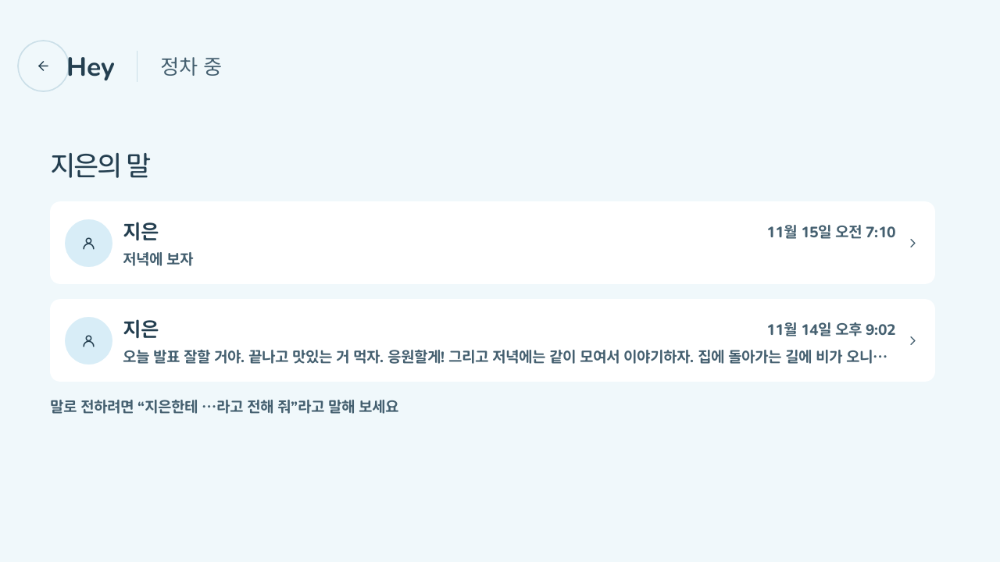 Hey
정차 중
지은의 말
지은
11월 15일 오전 7:10
저녁에 보자
지은
11월 14일 오후 9:02
오늘 발표 잘할 거야. 끝나고 맛있는 거 먹자. 응원할게! 그리고 저녁에는 같이 모여서 이야기하자. 집에 돌아가는 길에 비가 오니…
말로 전하려면 “지은한테 …라고 전해 줘”라고 말해 보세요